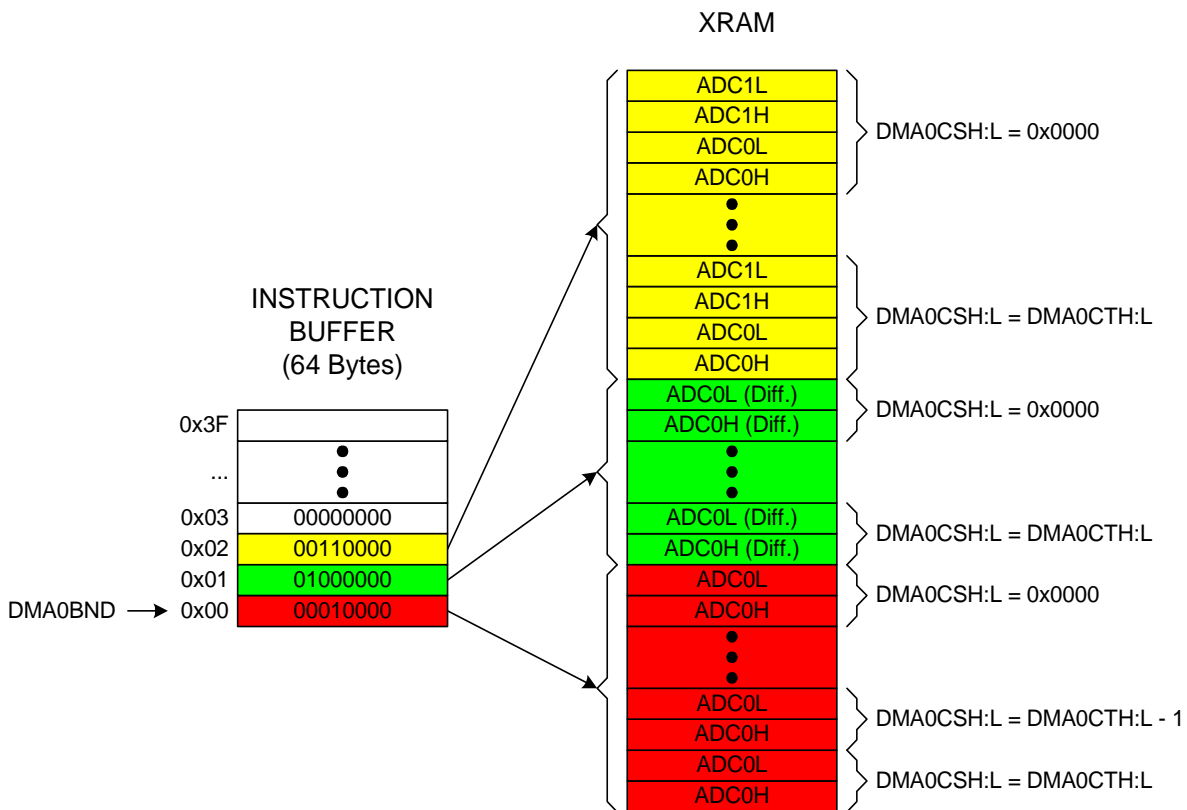 XRAM
ADC1L
ADC1H
ADC0L
ADC0H
DMA0CSH:L = 0x0000
ADC1L
ADC1H
ADC0L
ADC0H
DMA0CSH:L = DMA0CTH:L
ADC0L (Diff.)
ADC0H (Diff.)
DMA0CSH:L = 0x0000
ADC0L (Diff.)
ADC0H (Diff.)
DMA0CSH:L = DMA0CTH:L
ADC0L
ADC0H
DMA0CSH:L = 0x0000
ADC0L
ADC0H
DMA0CSH:L = DMA0CTH:L - 1
ADC0L
ADC0H
DMA0CSH:L = DMA0CTH:L
INSTRUCTION
BUFFER
(64 Bytes)
0x3F
...
0x03 00000000
0x02 00110000
0x01 01000000
DMA0BND 0x00 00010000